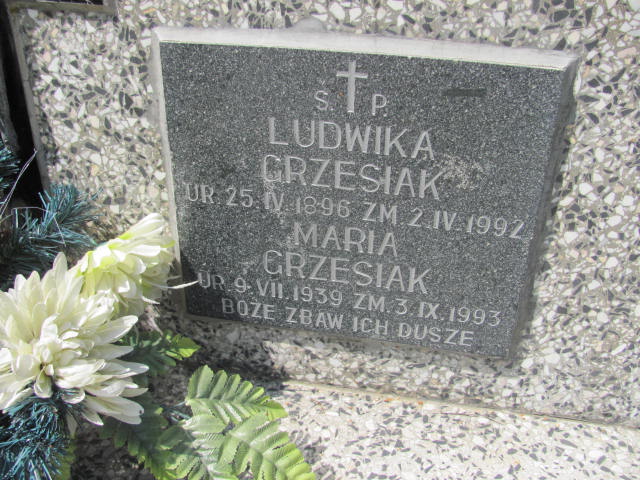 Ś. P.
LUDWIKA
GRZESIAK
UR. 25.IV.1896 ZM 2.IV.1992
MARIA
GRZESIAK
UR 9.VII.1939 ZM.3.IX.1993
BOŻE ZBAW ICH DUSZE